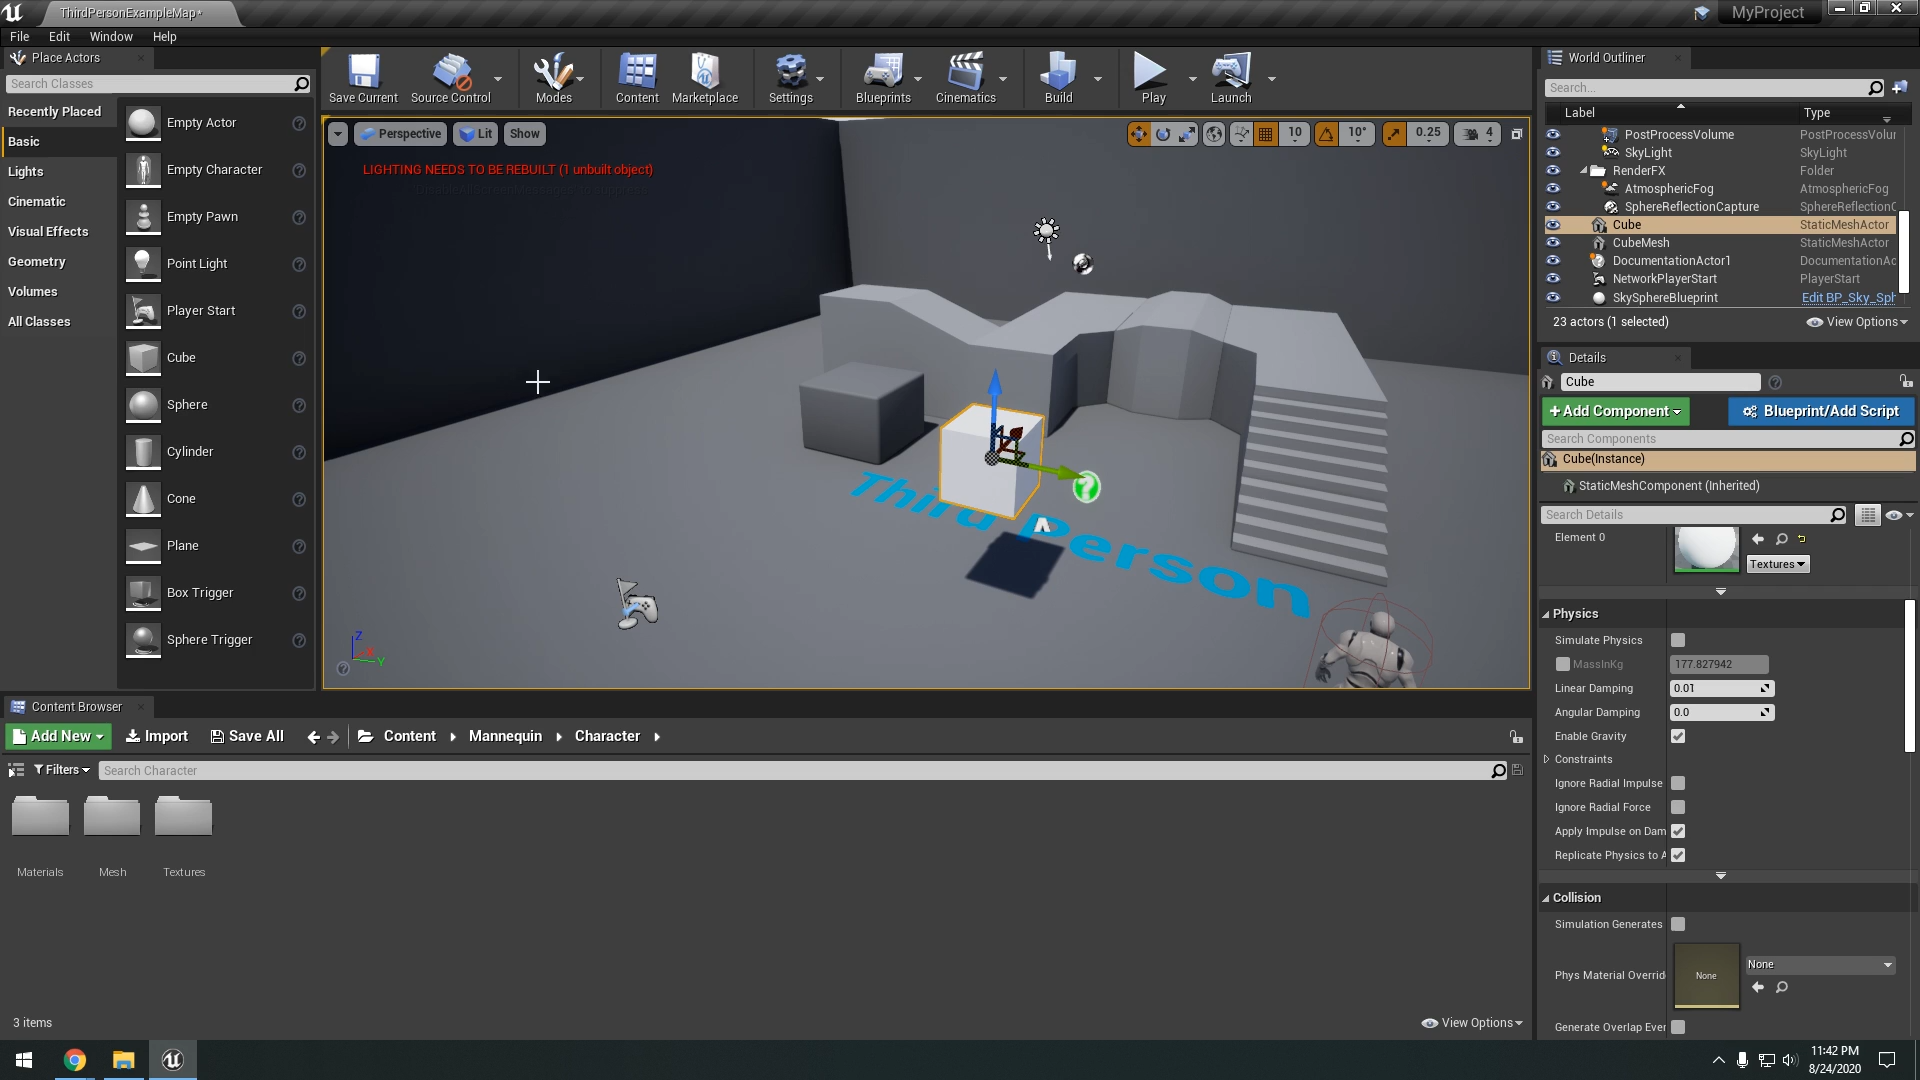 ThirdPersonExampleMap*
MyProject
File Edit Window Help
Place Actors
Search Classes
Recently Placed
Basic
Lights
Cinematic
Visual Effects
Geometry
Volumes
All Classes
Empty Actor
Empty Character
Empty Pawn
Point Light
Player Start
Cube
Sphere
Cylinder
Cone
Plane
Box Trigger
Sphere Trigger
Save Current
Source Control
Modes
Content
Marketplace
Settings
Blueprints
Cinematics
Build
Play
Launch
Perspective
Lit
Show
10
10°
0.25
4
LIGHTING NEEDS TO BE REBUILT (1 unbuilt object)
Third Person
Z
X
Y
World Outliner
Search...
Label Type
PostProcessVolume PostProcessVolur
SkyLight SkyLight
RenderFX Folder
AtmosphericFog AtmosphericFog
SphereReflectionCapture SphereReflectionC
Cube StaticMeshActor
CubeMesh StaticMeshActor
DocumentationActor1 DocumentationAc
NetworkPlayerStart PlayerStart
SkySphereBlueprint Edit BP_Sky_Sph
23 actors (1 selected)
View Options
Details
Cube
+Add Component
Blueprint/Add Script
Search Components
Cube(Instance)
StaticMeshComponent (Inherited)
Search Details
Element 0
Textures
Physics
Simulate Physics
MassInKg 177.827942
Linear Damping 0.01
Angular Damping 0.0
Enable Gravity
Constraints
Ignore Radial Impulse
Ignore Radial Force
Apply Impulse on Dam
Replicate Physics to A
Collision
Simulation Generates
Phys Material Overrid
None
None
Generate Overlap Ever
Content Browser
Add New
Import
Save All
Content
Mannequin
Character
Filters
Search Character
Materials
Mesh
Textures
3 items
View Options
11:42 PM
8/24/2020